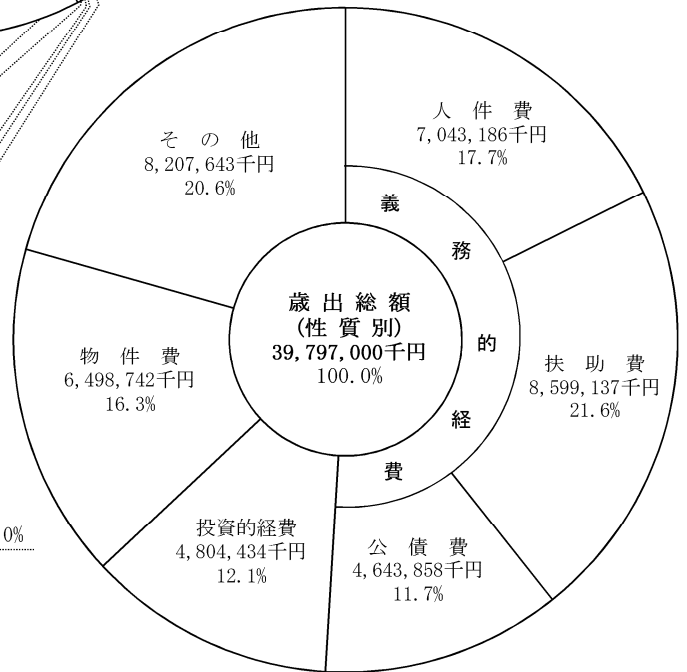 人 件 費
7,043,186千円
17.7%
扶 助 費
8,599,137千円
21.6%
公 債 費
4,643,858千円
11.7%
投資的経費
4,804,434千円
12.1%
物 件 費
6,498,742千円
16.3%
そ の 他
8,207,643千円
20.6%
義務的経費
歳 出 総 額
(性 質 別)
39,797,000千円
100.0%
0%